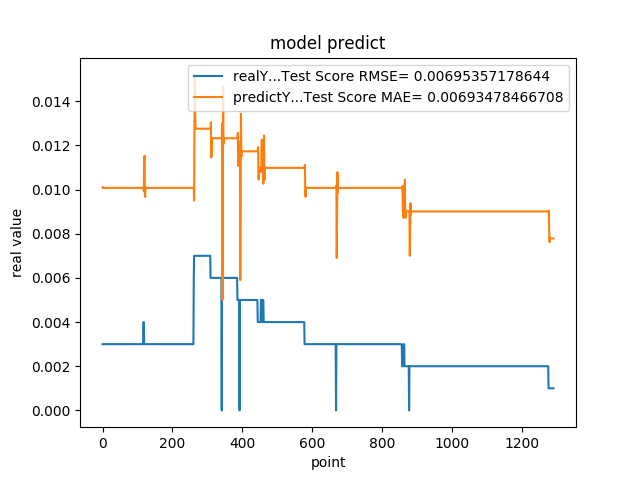 model predict
realY...Test Score RMSE= 0.00695357178644
predictY...Test Score MAE= 0.00693478466708
0.014
0.012
0.010
0.008
0.006
0.004
0.002
0.000
real value
0 200 400 600 800 1000 1200
point